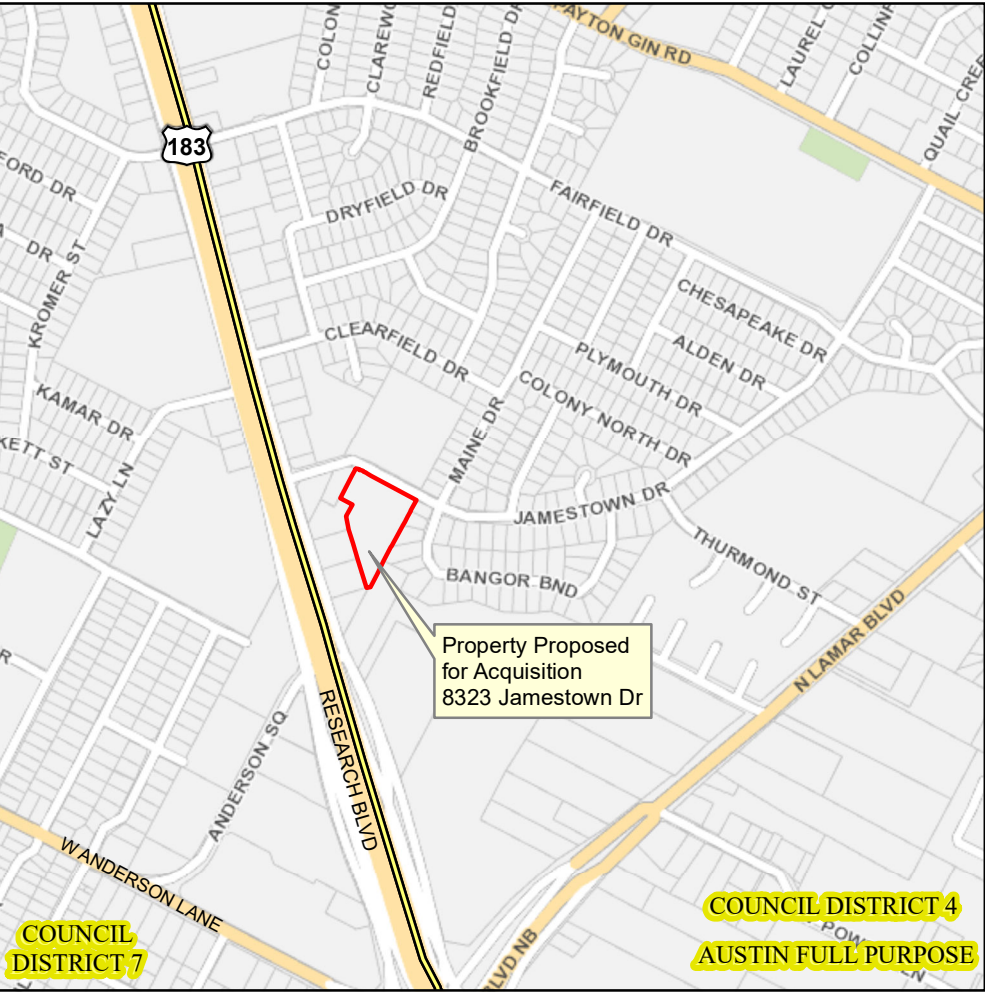 PAYTON GIN RD
COLON
CLAREWO
REDFIELD
BROOKFIELD DR
LAUREL
COLLINF
QUAIL CREE
183
FORD DR
DRYFIELD DR
FAIRFIELD DR
DR
KROMER ST
CHESAPEAKE DR
CLEARFIELD DR
PLYMOUTH DR
ALDEN DR
KAMAR DR
COLONY NORTH DR
MAINE DR
KETT ST
LAZY LN
JAMESTOWN DR
THURMOND ST
BANGOR BND
N LAMAR BLVD
Property Proposed
for Acquisition
8323 Jamestown Dr
RESEARCH BLVD
ANDERSON SQ
W ANDERSON LANE
COUNCIL
DISTRICT 7
BLVD NB
COUNCIL DISTRICT 4
POW
LN
AUSTIN FULL PURPOSE